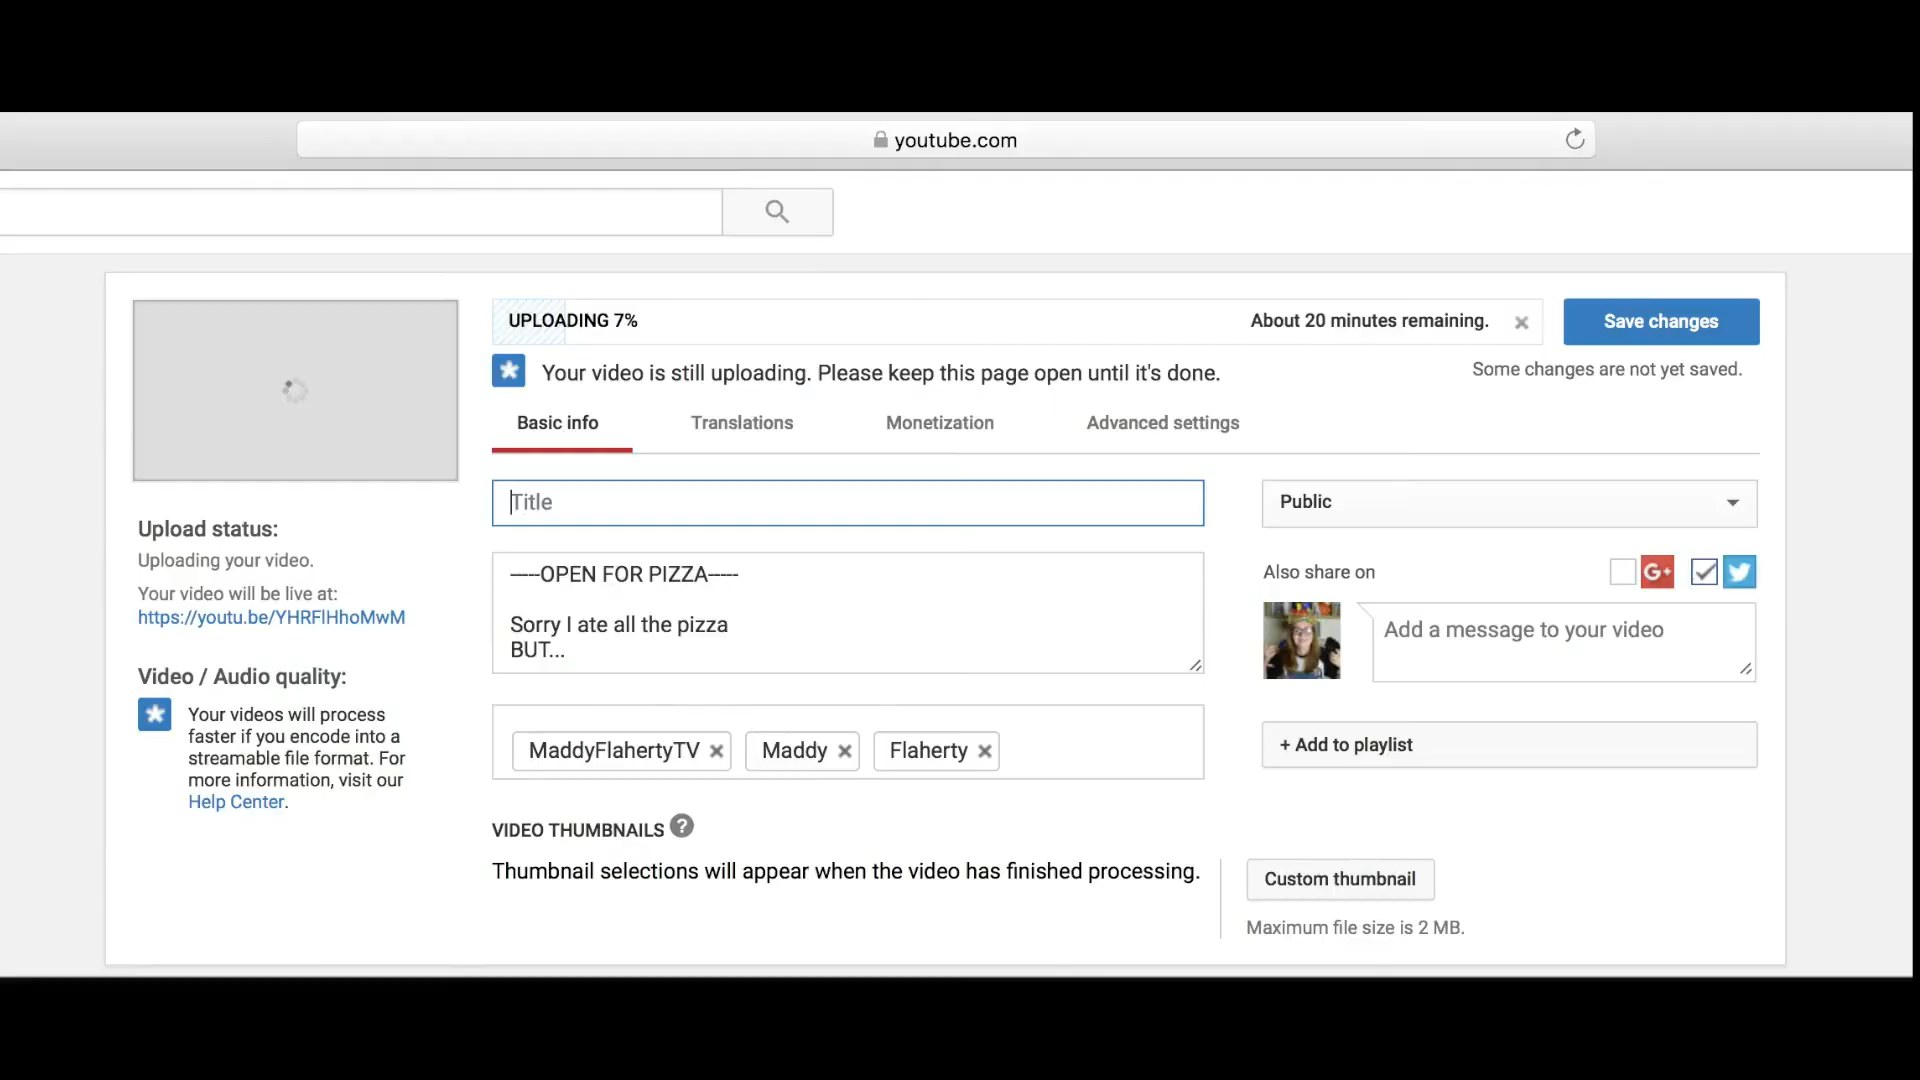 youtube.com
UPLOADING 7%
About 20 minutes remaining.
Save changes
Your video is still uploading. Please keep this page open until it's done.
Some changes are not yet saved.
Basic info
Translations
Monetization
Advanced settings
Title
Public
-----OPEN FOR PIZZA-----
Sorry I ate all the pizza
BUT...
Also share on
G+
Add a message to your video
Upload status:
Uploading your video.
Your video will be live at:
https://youtu.be/YHRFlHhoMwM
Video / Audio quality:
Your videos will process
faster if you encode into a
streamable file format. For
more information, visit our
Help Center.
MaddyFlahertyTV
Maddy
Flaherty
+ Add to playlist
VIDEO THUMBNAILS ?
Thumbnail selections will appear when the video has finished processing.
Custom thumbnail
Maximum file size is 2 MB.